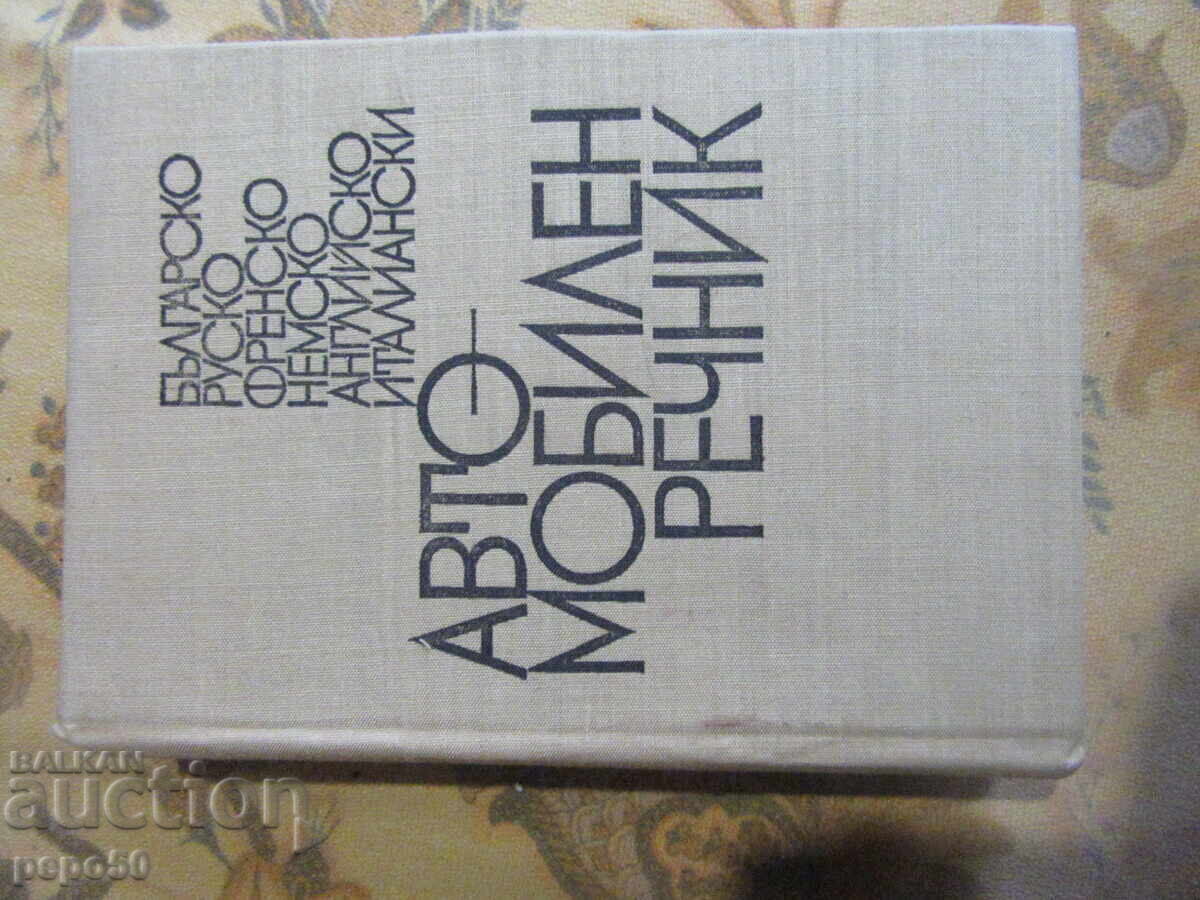 БЪЛГАРСКО
РУСКО
ФРЕНСКО
НЕМСКО
АНГЛИЙСКО
ИТАЛИАНСКИ
АВТО-
МОБИЛЕН
РЕЧНИК
BALKAN
auction
pepo50